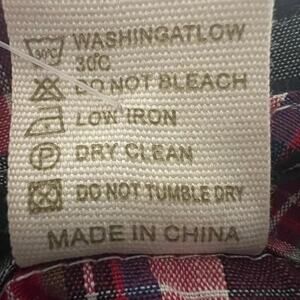 WASHINGATLOW
30C
DO NOT BLEACH
LOW IRON
P DRY CLEAN
DO NOT TUMBLE DRY
MADE IN CHINA